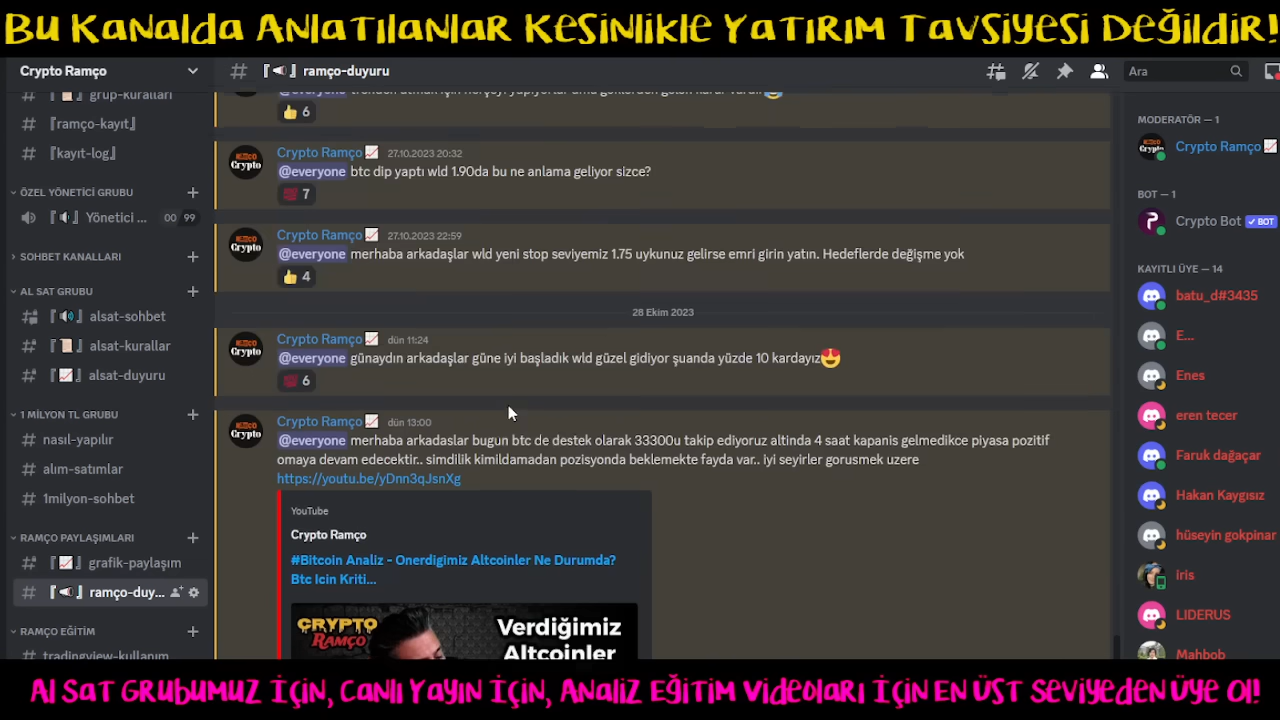 Bu Kanalda Anlatılanlar Kesinlikle Yatırım Tavsiyesi Değildir!
Crypto Ramço
grup-kuralları
『ramço-kayıt』
『kayıt-log』
ÖZEL YÖNETİCİ GRUBU
Yönetici ... 00 99
SOHBET KANALLARI
AL SAT GRUBU
alsat-sohbet
alsat-kurallar
alsat-duyuru
1 MİLYON TL GRUBU
nasıl-yapılır
alım-satımlar
1milyon-sohbet
RAMÇO PAYLAŞIMLARI
grafik-paylaşım
ramço-duy...
RAMÇO EĞİTİM
tradingview-kullanım
ramço-duyuru
Ara
@everyone
6
Crypto Ramço 27.10.2023 20:32
@everyone btc dip yaptı wld 1.90da bu ne anlama geliyor sizce?
7
Crypto Ramço 27.10.2023 22:59
@everyone merhaba arkadaşlar wld yeni stop seviyemiz 1.75 uykunuz gelirse emri girin yatın. Hedeflerde değişme yok
4
28 Ekim 2023
Crypto Ramço dün 11:24
@everyone günaydın arkadaşlar güne iyi başladık wld güzel gidiyor şuanda yüzde 10 kardayız
6
Crypto Ramço dün 13:00
@everyone merhaba arkadaslar bugun btc de destek olarak 33300u takip ediyoruz altinda 4 saat kapanis gelmedikce piyasa pozitif
omaya devam edecektir.. simdilik kimildamadan pozisyonda beklemekte fayda var.. iyi seyirler gorusmek uzere
https://youtu.be/yDnn3qJsnXg
YouTube
Crypto Ramço
#Bitcoin Analiz - Onerdigimiz Altcoinler Ne Durumda?
Btc Icin Kriti...
CRYPTO
RAMÇO
Verdiğimiz
Altcoinler
MODERATÖR — 1
Crypto Ramço
BOT — 1
Crypto Bot BOT
KAYITLI ÜYE — 14
batu_d#3435
E...
Enes
eren tecer
Faruk dağaçar
Hakan Kaygısız
hüseyin gokpinar
iris
LIDERUS
Mahbob
Al Sat Grubumuz İçin, Canlı Yayın İçin, Analiz Eğitim Videoları İçin En Üst Seviyeden Üye Ol!